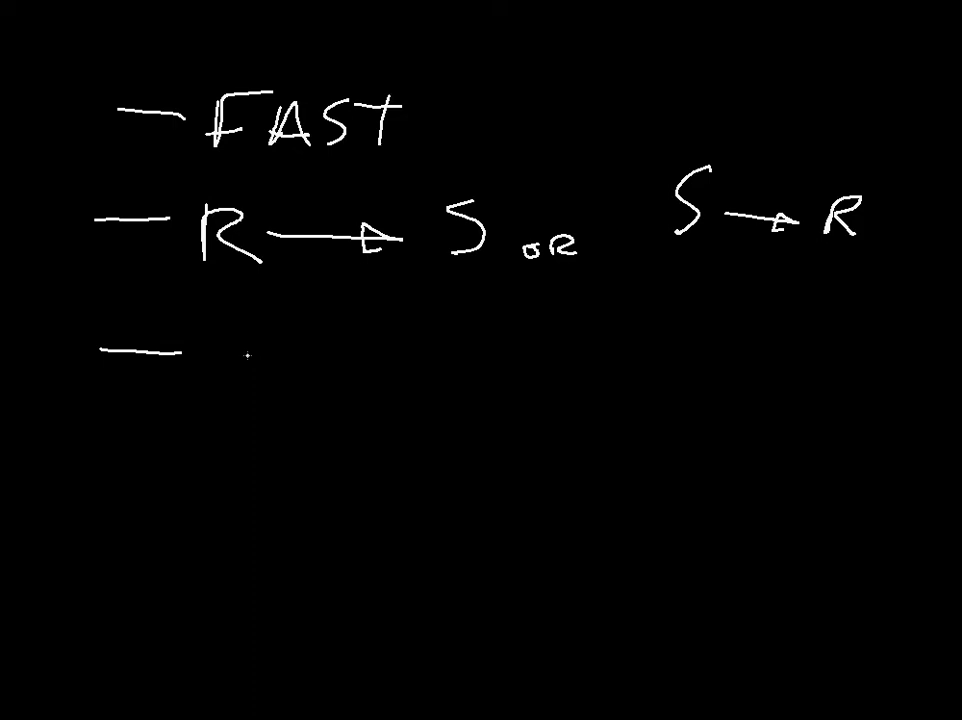 — FAST
— R → S OR S → R
—